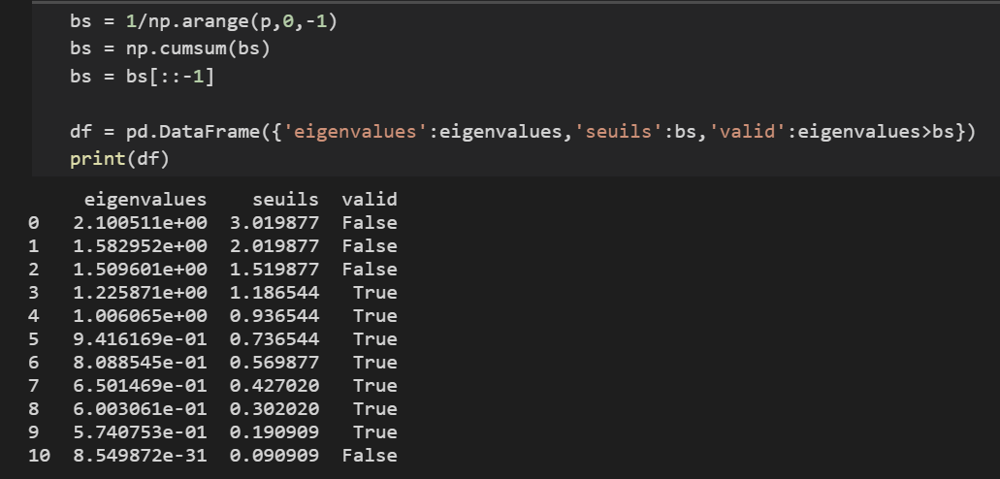 bs = 1/np.arange(p,0,-1)
bs = np.cumsum(bs)
bs = bs[::-1]
df = pd.DataFrame({'eigenvalues':eigenvalues,'seuils':bs,'valid':eigenvalues>bs})
print(df)
eigenvalues seuils valid
0 2.100511e+00 3.019877 False
1 1.582952e+00 2.019877 False
2 1.509601e+00 1.519877 False
3 1.225871e+00 1.186544 True
4 1.006065e+00 0.936544 True
5 9.416169e-01 0.736544 True
6 8.088545e-01 0.569877 True
7 6.501469e-01 0.427020 True
8 6.003061e-01 0.302020 True
9 5.740753e-01 0.190909 True
10 8.549872e-31 0.090909 False